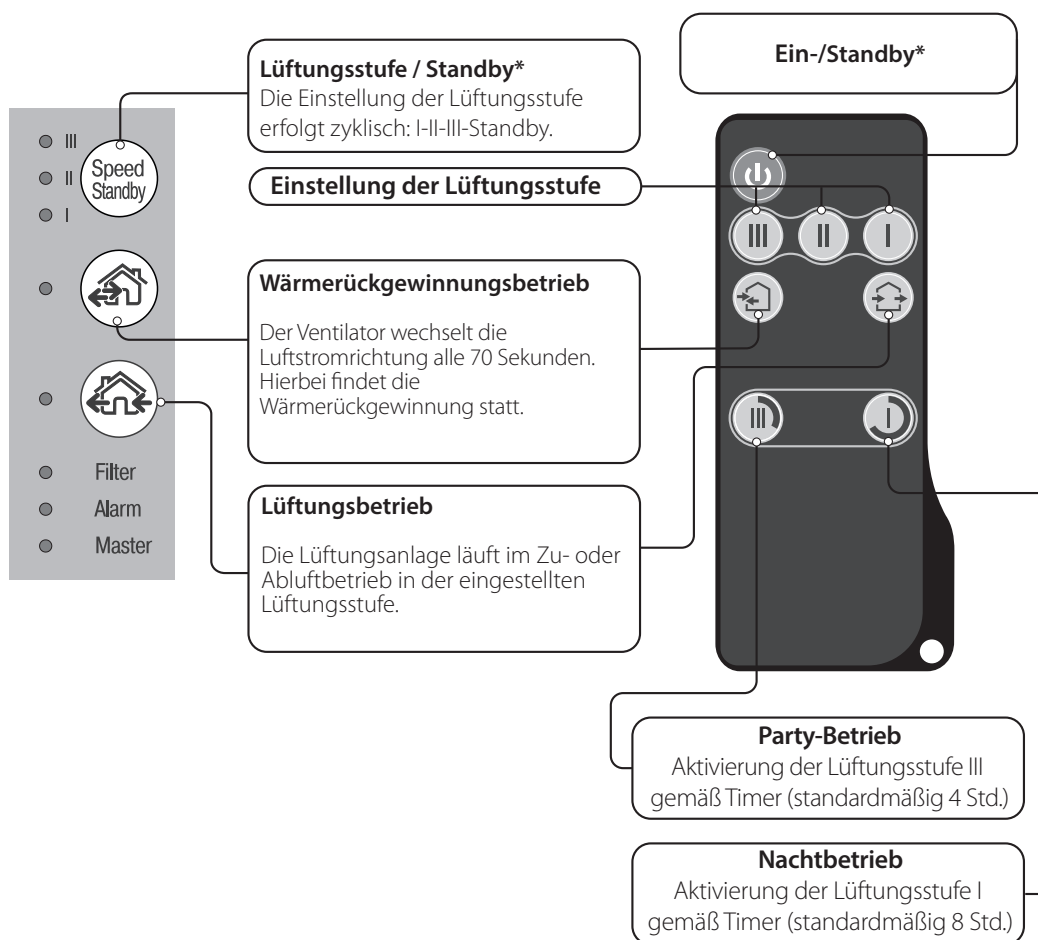 Lüftungsstufe / Standby*
Die Einstellung der Lüftungsstufe
erfolgt zyklisch: I-II-III-Standby.
Ein-/Standby*
III
II
I
Speed
Standby
Einstellung der Lüftungsstufe
III
II
I
Wärmerückgewinnungsbetrieb
Der Ventilator wechselt die
Luftstromrichtung alle 70 Sekunden.
Hierbei findet die
Wärmerückgewinnung statt.
III
I
Filter
Alarm
Master
Lüftungsbetrieb
Die Lüftungsanlage läuft im Zu- oder
Abluftbetrieb in der eingestellten
Lüftungsstufe.
Party-Betrieb
Aktivierung der Lüftungsstufe III
gemäß Timer (standardmäßig 4 Std.)
Nachtbetrieb
Aktivierung der Lüftungsstufe I
gemäß Timer (standardmäßig 8 Std.)